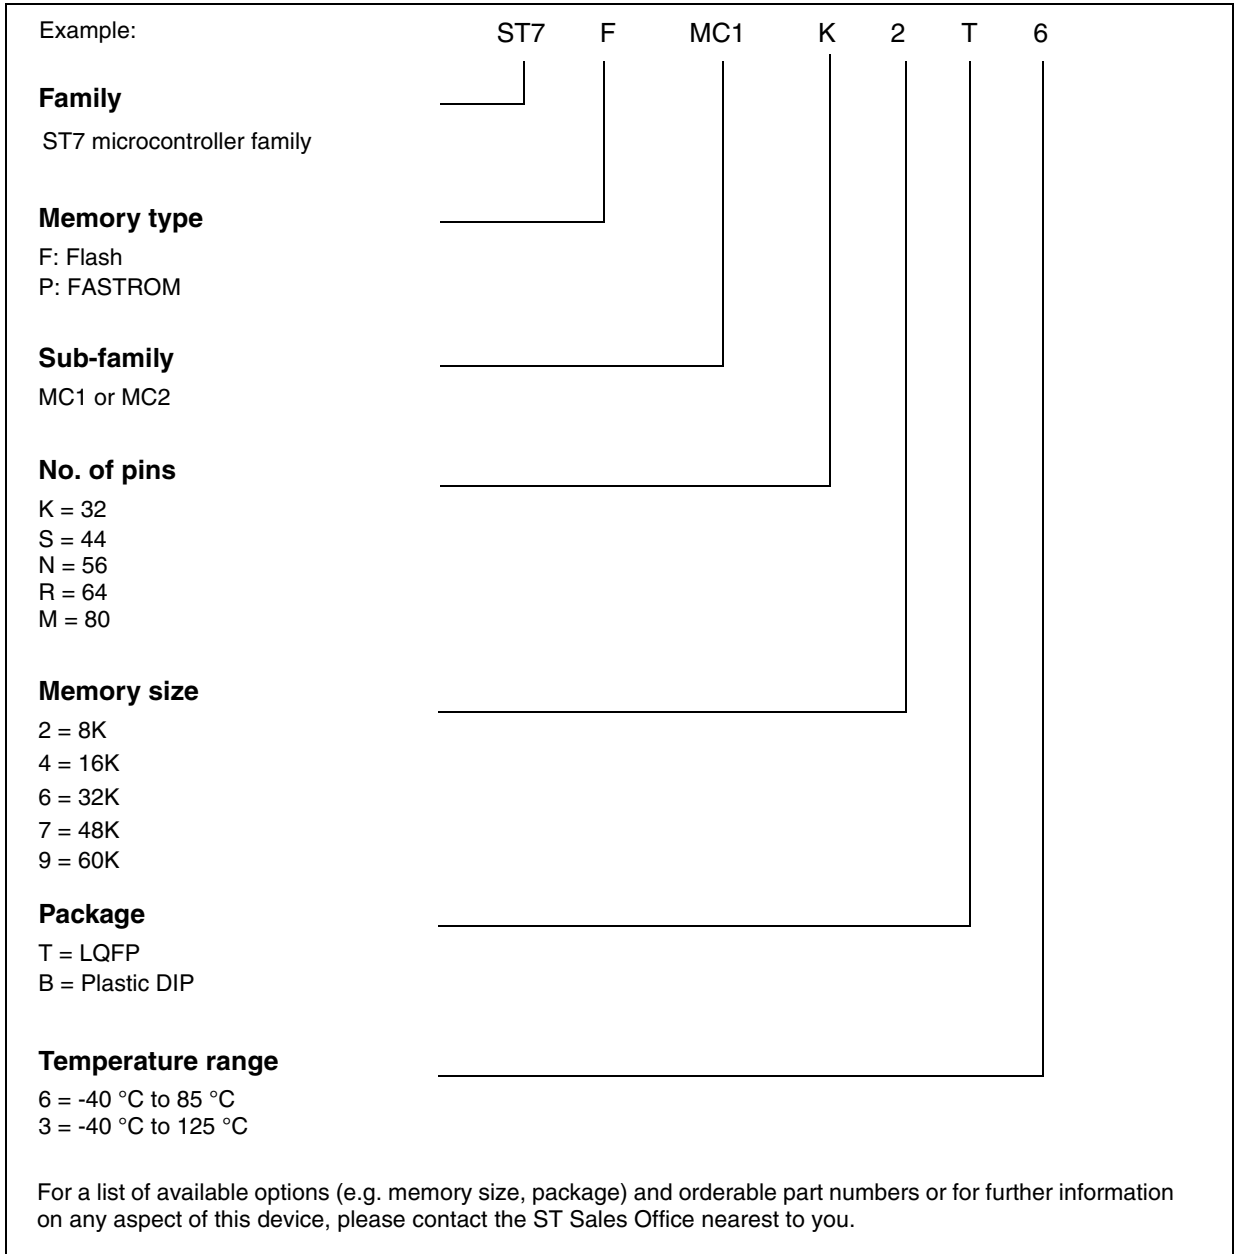 Example: ST7 F MC1 K 2 T 6
Family
ST7 microcontroller family
Memory type
F: Flash
P: FASTROM
Sub-family
MC1 or MC2
No. of pins
K = 32
S = 44
N = 56
R = 64
M = 80
Memory size
2 = 8K
4 = 16K
6 = 32K
7 = 48K
9 = 60K
Package
T = LQFP
B = Plastic DIP
Temperature range
6 = -40 °C to 85 °C
3 = -40 °C to 125 °C
For a list of available options (e.g. memory size, package) and orderable part numbers or for further information
on any aspect of this device, please contact the ST Sales Office nearest to you.